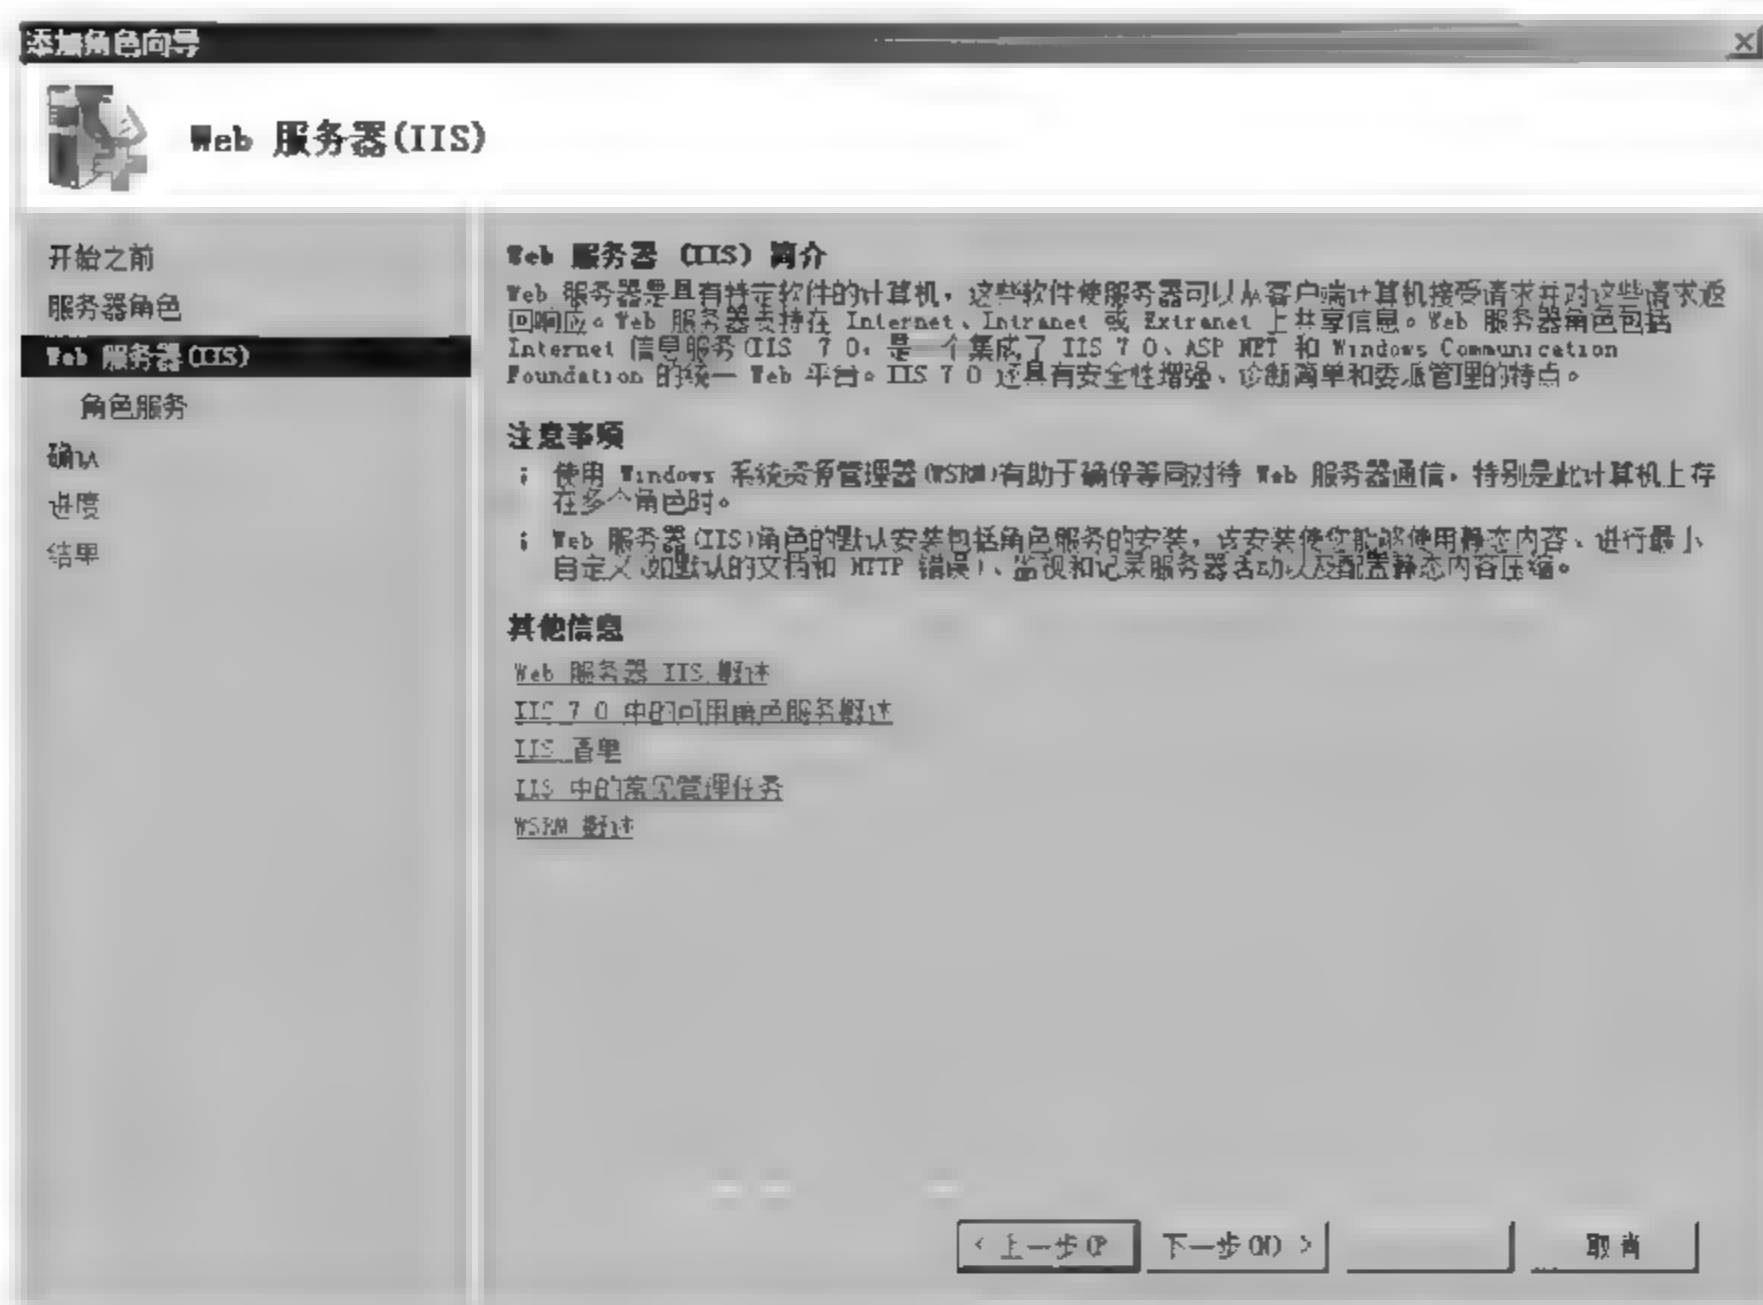 添加角色向导
Web 服务器(IIS)
开始之前
服务器角色
Web 服务器(IIS)
角色服务
确认
进度
结果
Web 服务器 (IIS) 简介
Web 服务器是具有特定软件的计算机，这些软件使服务器可以从客户端计算机接受请求并对这些请求返
回响应。Web 服务器支持在 Internet、Intranet 或 Extranet 上共享信息。Web 服务器角色包括
Internet 信息服务(IIS 7.0)，是一个集成了 IIS 7.0、ASP.NET 和 Windows Communication
Foundation 的统一 Web 平台。IIS 7.0 还具有安全性增强、诊断简单和委派管理的特点。
注意事项
使用 Windows 系统资源管理器(WSRM)有助于确保等同对待 Web 服务器通信，特别是此计算机上存
在多个角色时。
Web 服务器(IIS)角色的默认安装包括角色服务的安装，该安装使您能够使用静态内容、进行最小
自定义(如默认的文档和 HTTP 错误)、监视和记录服务器活动以及配置静态内容压缩。
其他信息
Web 服务器 IIS 概述
IIS 7.0 中的可用角色服务概述
IIS 清单
IIS 中的常见管理任务
WSRM 概述
< 上一步(P
下一步(N) >
取消